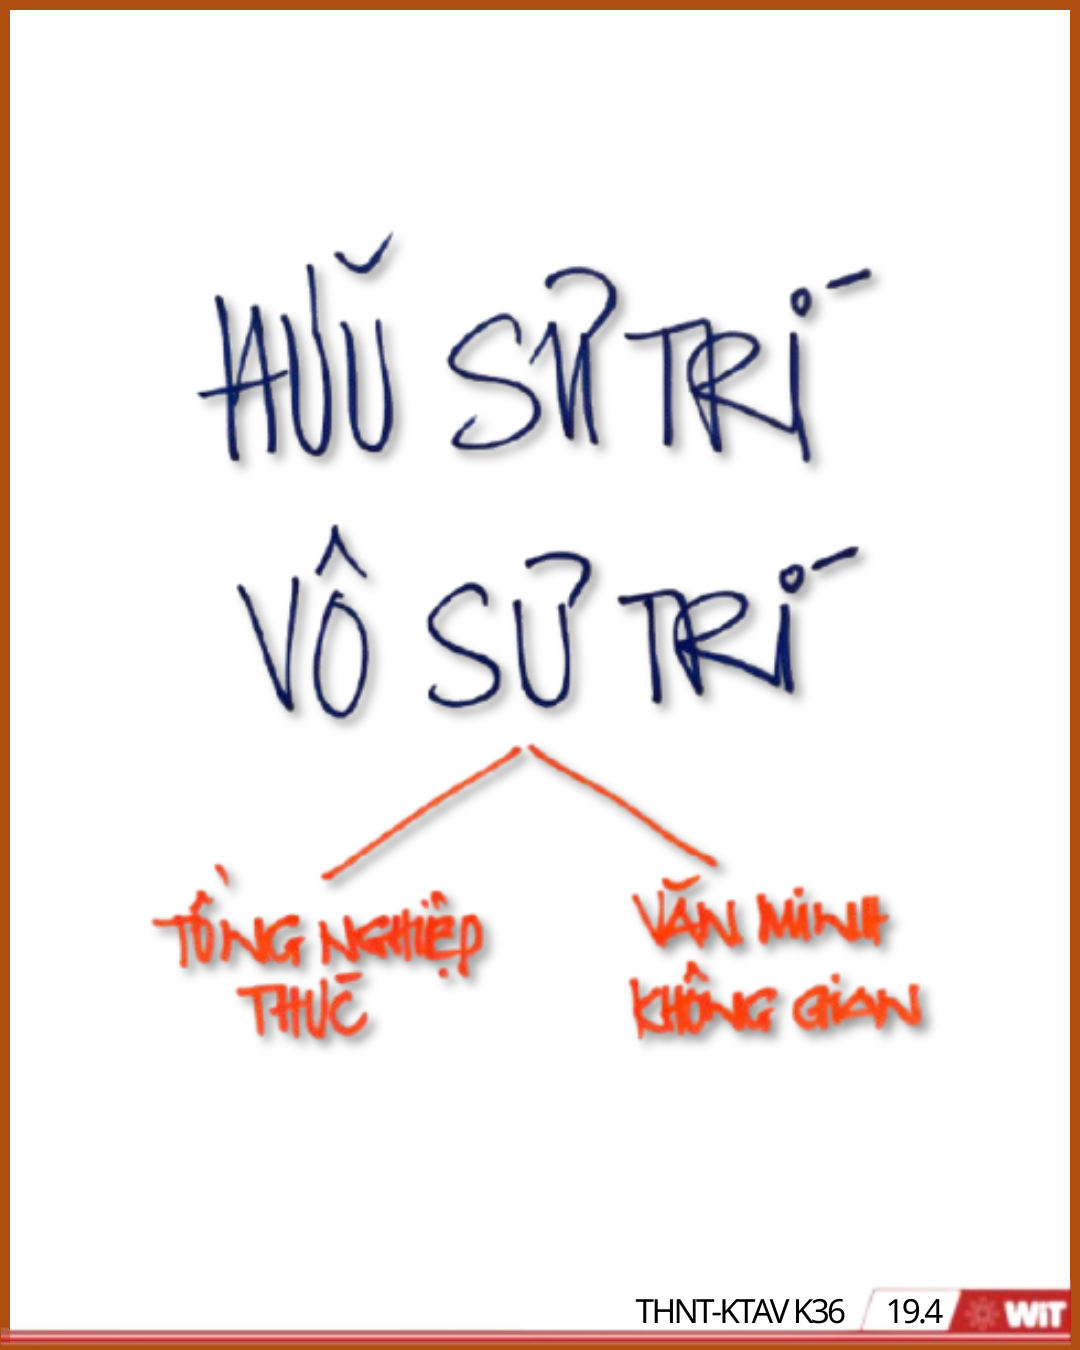 HỮU SỬ TRÍ
VÔ SỬ TRÍ
TỔNG NGHIỆP
THỨC
VĂN MINH
KHÔNG GIAN
THNT-KTAV K36
19.4
WiT